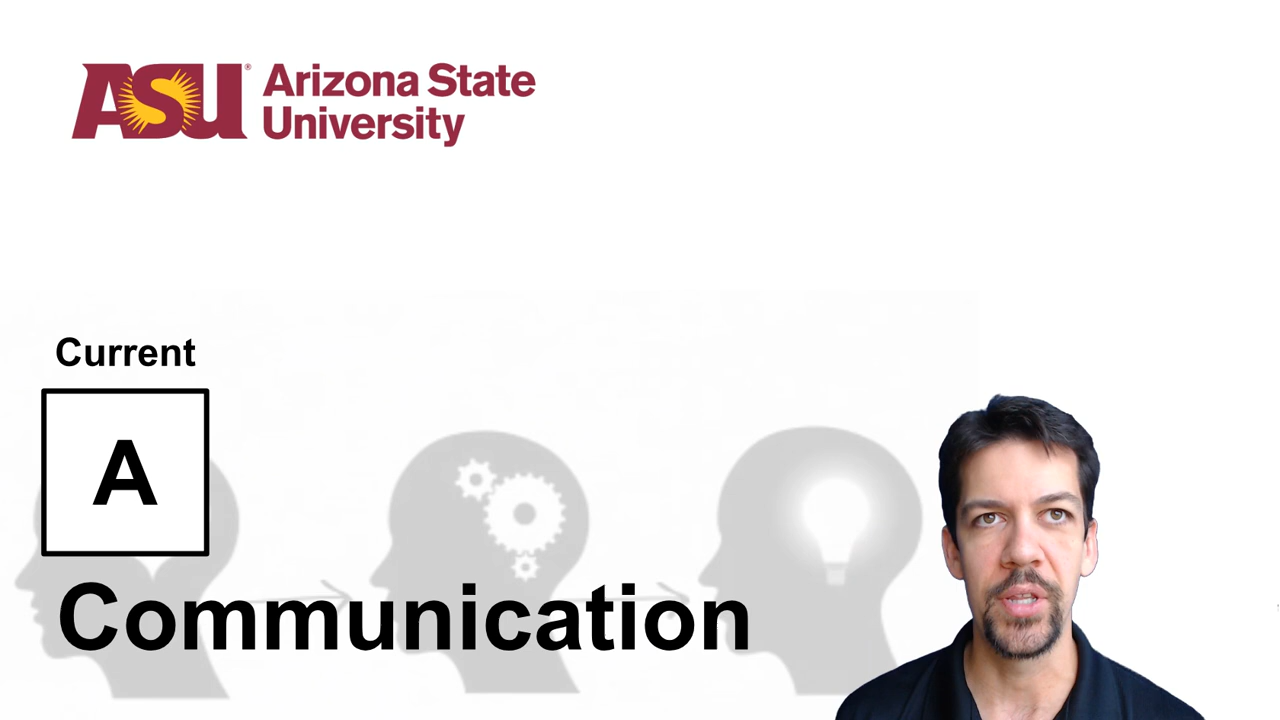 ASU® Arizona State
University
Current
A
Communication